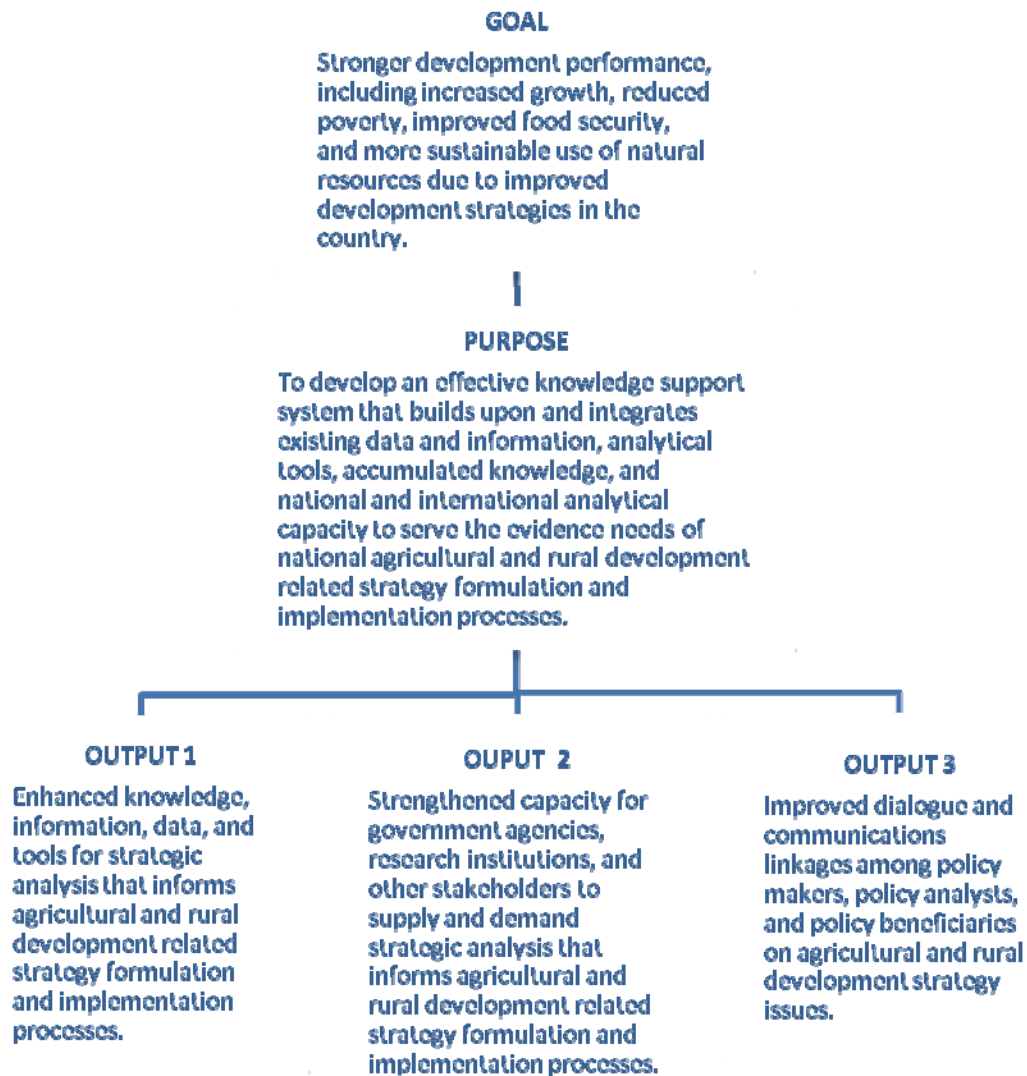 GOAL
Stronger development performance,
including increased growth, reduced
poverty, improved food security,
and more sustainable use of natural
resources due to improved
development strategies in the
country.
PURPOSE
To develop an effective knowledge support
system that builds upon and integrates
existing data and information, analytical
tools, accumulated knowledge, and
national and international analytical
capacity to serve the evidence needs of
national agricultural and rural development
related strategy formulation and
implementation processes.
OUTPUT 1
Enhanced knowledge,
information, data, and
tools for strategic
analysis that informs
agricultural and rural
development related
strategy formulation
and implementation
processes.
OUPUT 2
Strengthened capacity for
government agencies,
research institutions, and
other stakeholders to
supply and demand
strategic analysis that
informs agricultural and
rural development related
strategy formulation and
implementation processes.
OUTPUT 3
Improved dialogue and
communications
linkages among policy
makers, policy analysts,
and policy beneficiaries
on agricultural and rural
development strategy
issues.